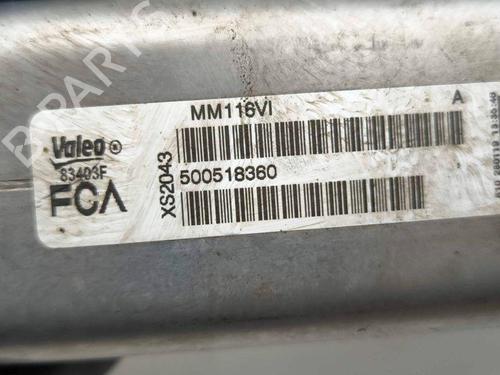 MM116VI
A
Valeo
83403F
FCA
XS2043
500518360
B